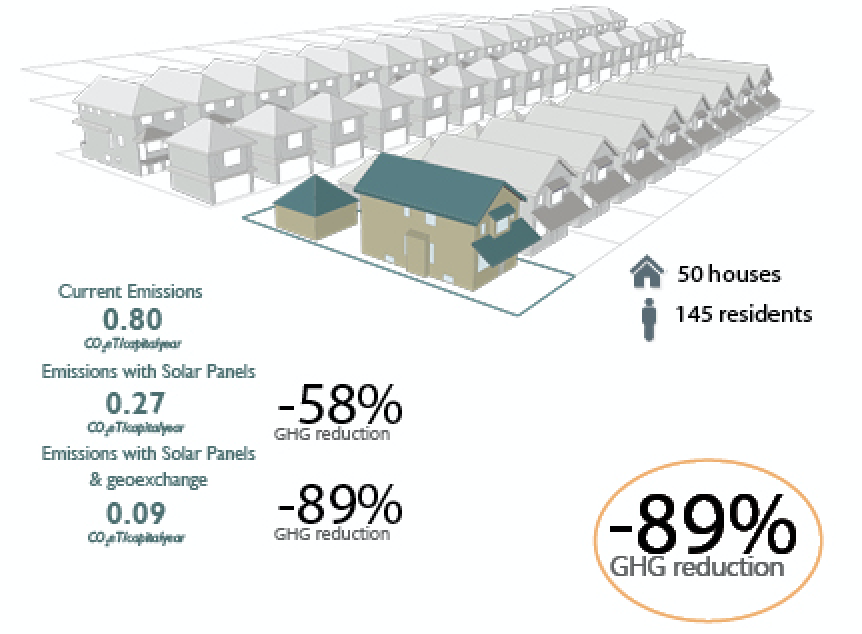 50 houses
145 residents
Current Emissions
0.80
CO₂eT/capita/year
Emissions with Solar Panels
0.27
CO₂eT/capita/year
-58%
GHG reduction
Emissions with Solar Panels
& geoexchange
0.09
CO₂eT/capita/year
-89%
GHG reduction
-89%
GHG reduction